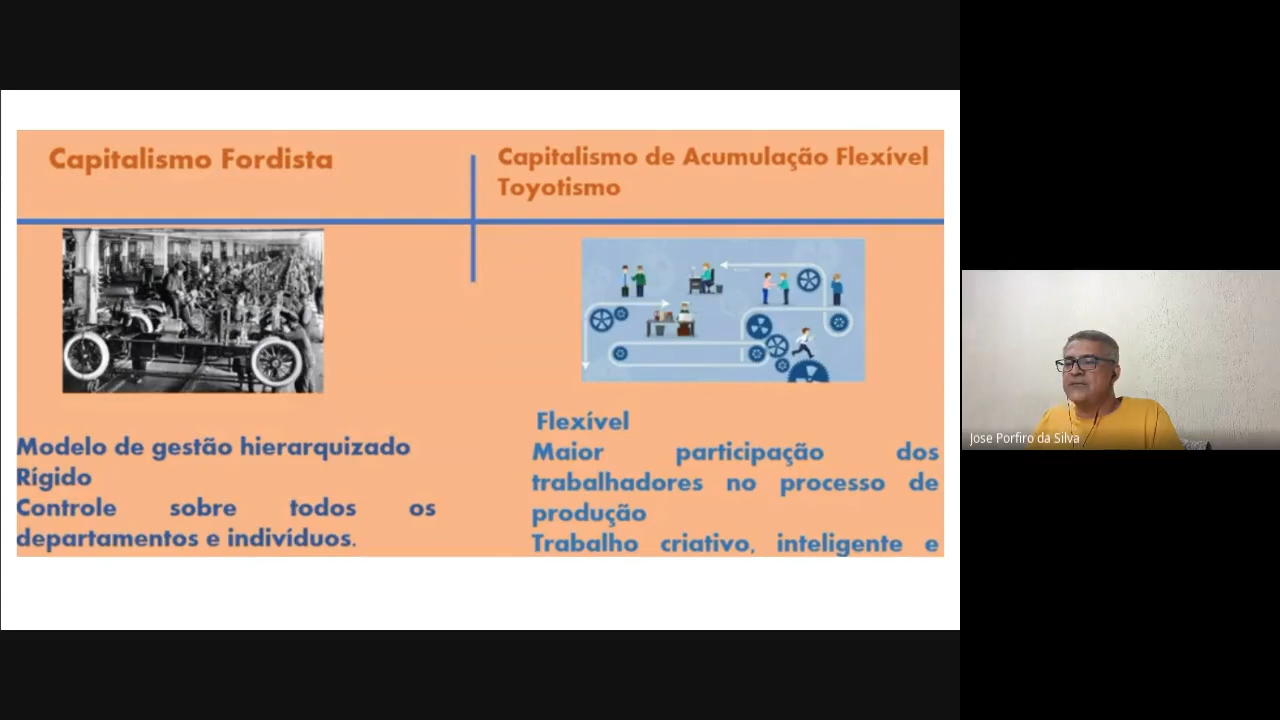 Capitalismo Fordista
Capitalismo de Acumulação Flexível
Toyotismo
Modelo de gestão hierarquizado
Rígido
Controle sobre todos os
departamentos e indivíduos.
Flexível
Maior participação dos
trabalhadores no processo de
produção
Trabalho criativo, inteligente e
Jose Porfiro da Silva